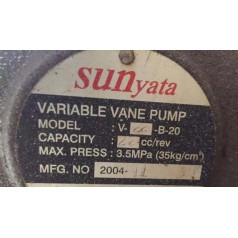 sunyata
VARIABLE VANE PUMP
MODEL : V- -B-20
CAPACITY : cc/rev
MAX. PRESS : 3.5MPa (35kg/cm²)
MFG. NO 2004-